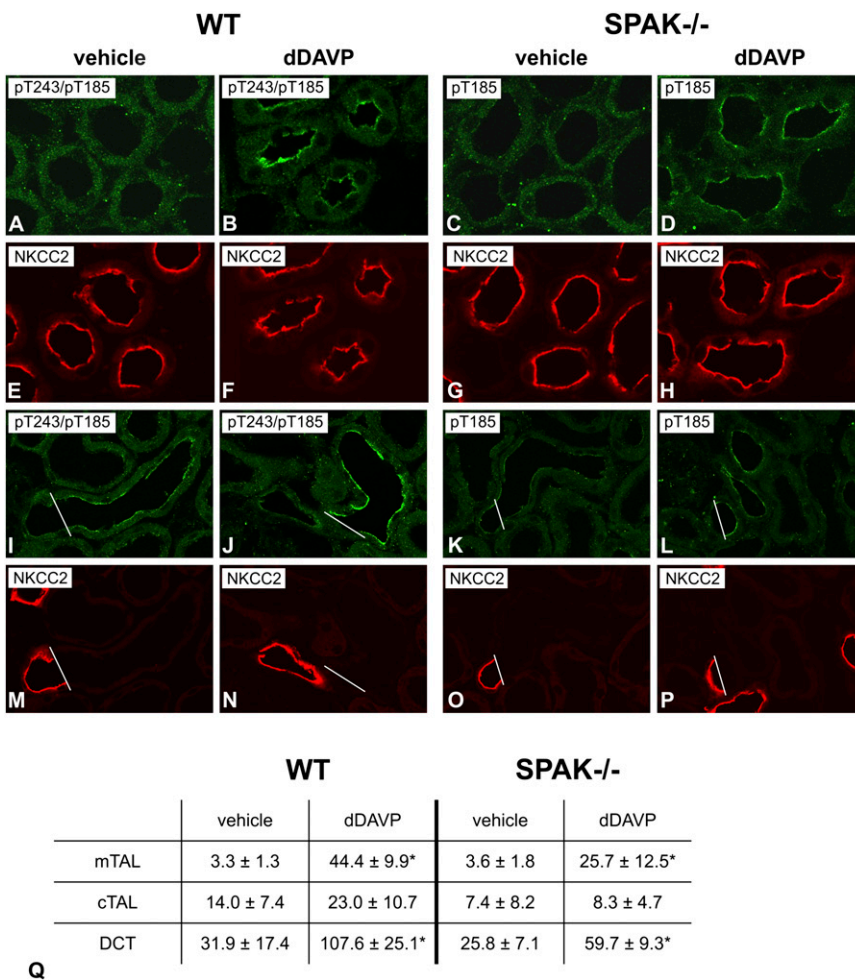 WT SPAK-/-
vehicle dDAVP vehicle dDAVP
pT243/pT185 pT243/pT185 pT185 pT185
A B C D
NKCC2 NKCC2 NKCC2 NKCC2
E F G H
pT243/pT185 pT243/pT185 pT185 pT185
I J K L
NKCC2 NKCC2 NKCC2 NKCC2
M N O P
WT SPAK-/-
vehicle dDAVP vehicle dDAVP
mTAL 3.3 ± 1.3 44.4 ± 9.9* 3.6 ± 1.8 25.7 ± 12.5*
cTAL 14.0 ± 7.4 23.0 ± 10.7 7.4 ± 8.2 8.3 ± 4.7
DCT 31.9 ± 17.4 107.6 ± 25.1* 25.8 ± 7.1 59.7 ± 9.3*
Q